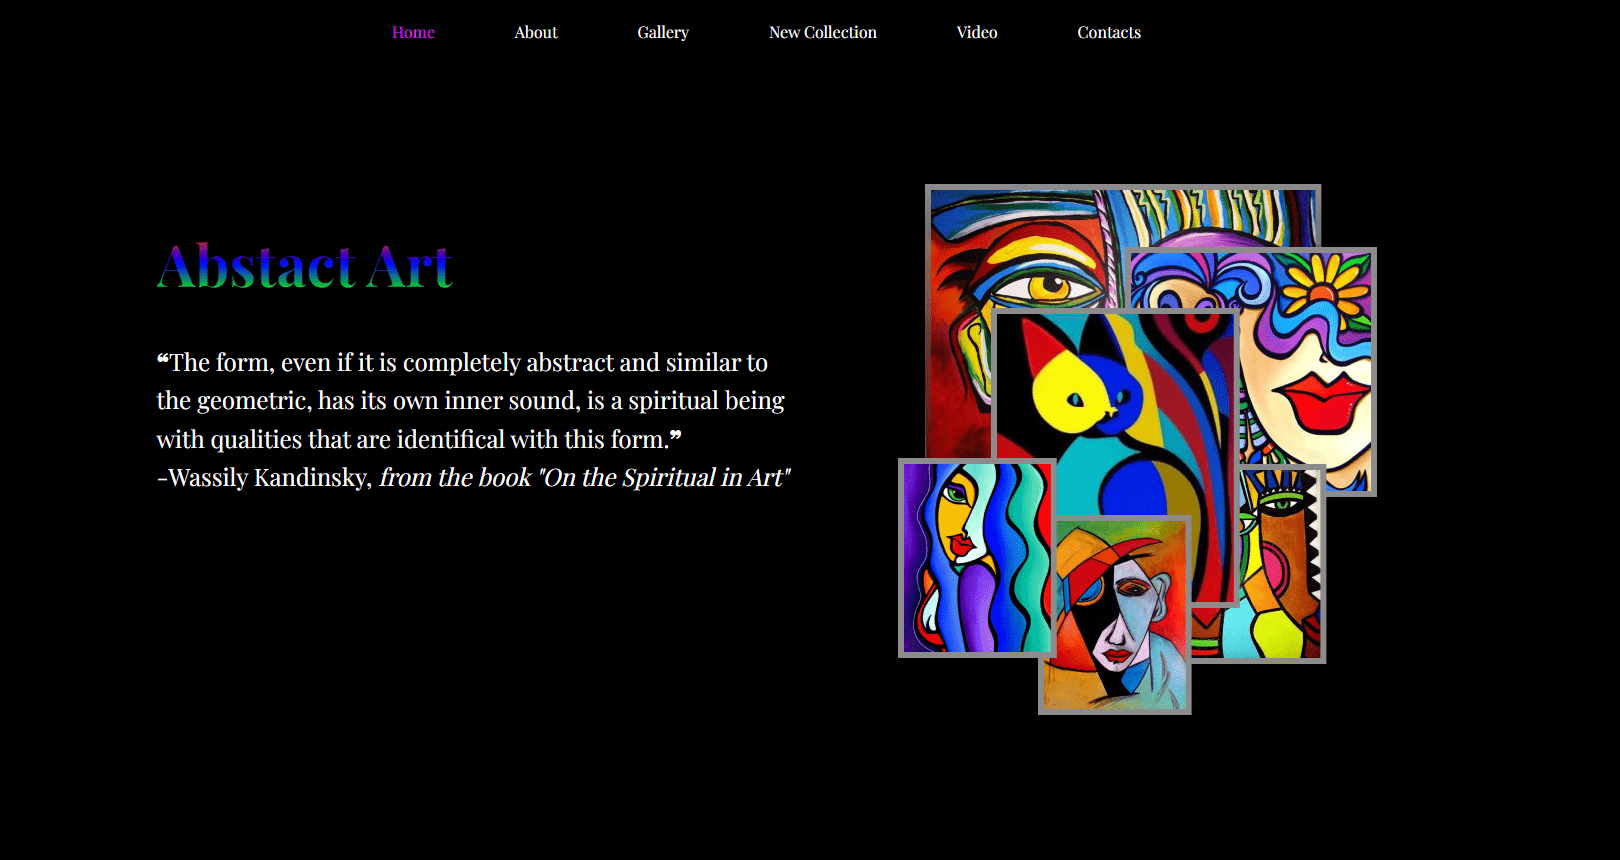 Home About Gallery New Collection Video Contacts
Abstact Art
❝The form, even if it is completely abstract and similar to
the geometric, has its own inner sound, is a spiritual being
with qualities that are identifical with this form.❞
-Wassily Kandinsky, from the book "On the Spiritual in Art"